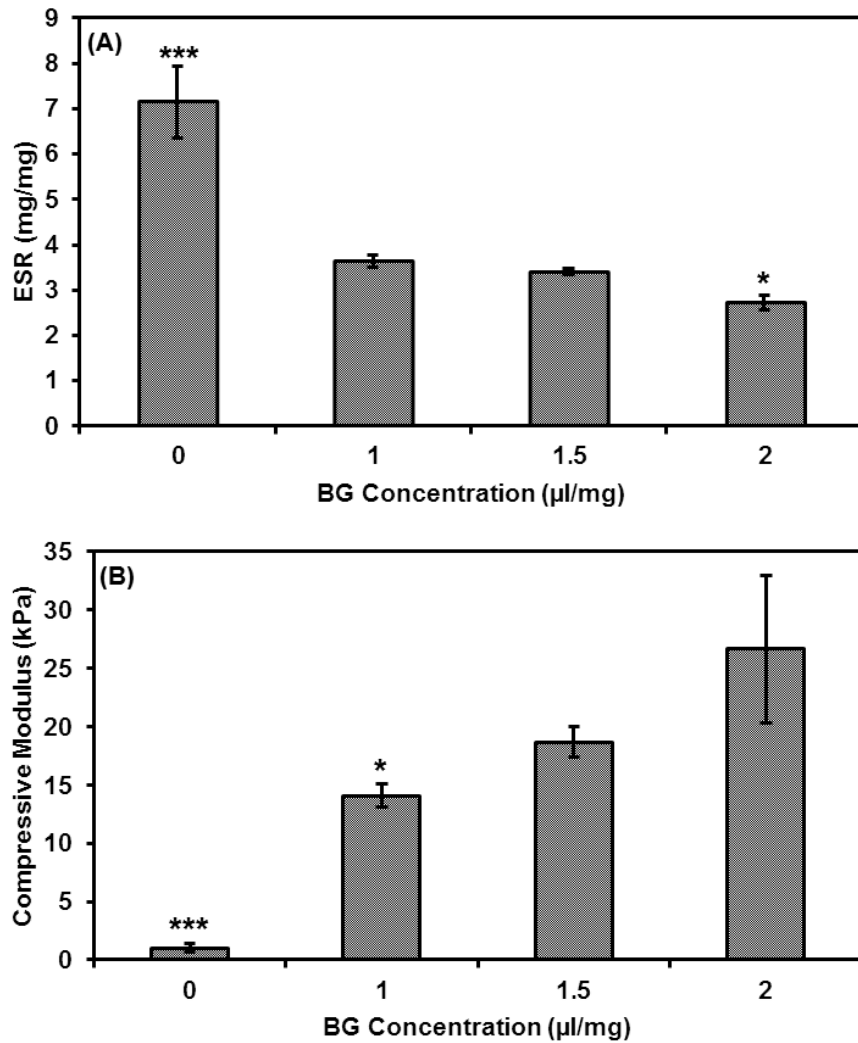 (A)
ESR (mg/mg)
9
8
7
6
5
4
3
2
1
0
***
*
0 1 1.5 2
BG Concentration (µl/mg)
(B)
Compressive Modulus (kPa)
35
30
25
20
15
10
5
0
***
*
0 1 1.5 2
BG Concentration (µl/mg)